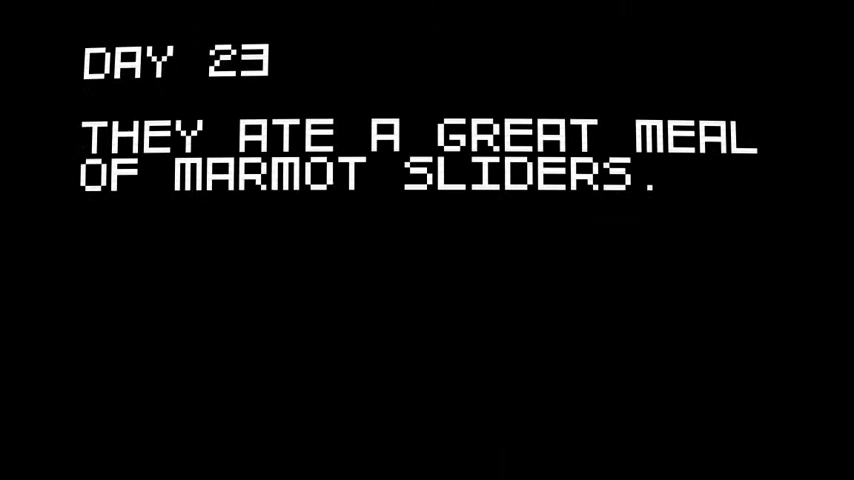 DAY 23
THEY ATE A GREAT MEAL
OF MARMOT SLIDERS.